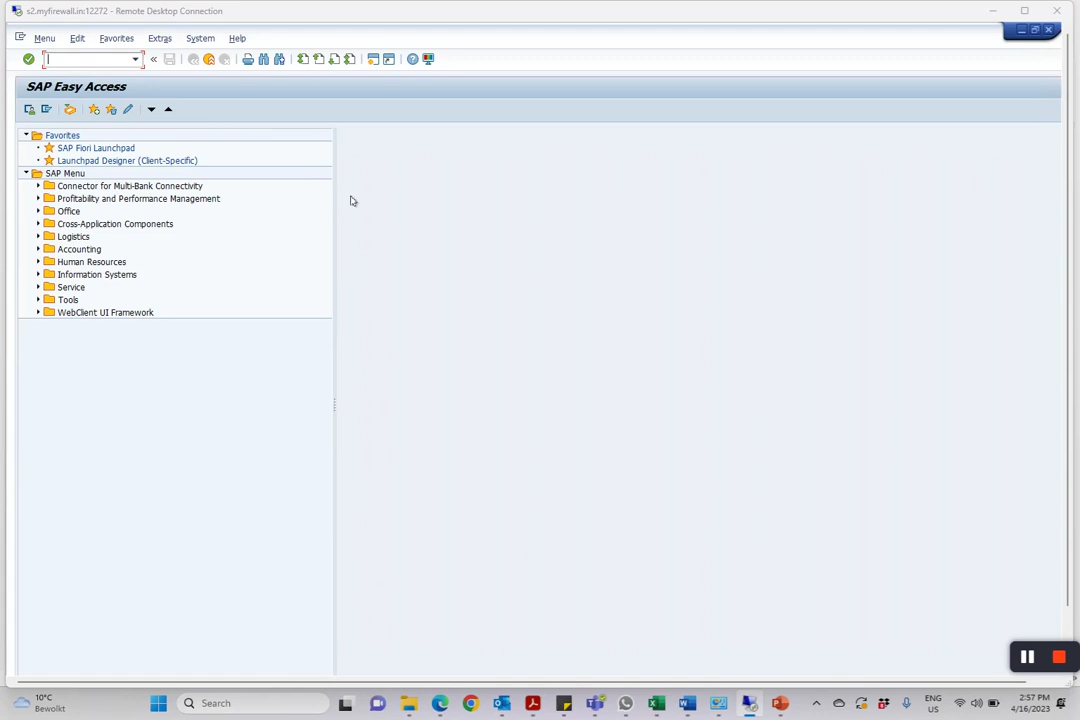 s2.myfirewall.in:12272 - Remote Desktop Connection
Menu Edit Favorites Extras System Help
SAP Easy Access
Favorites
SAP Fiori Launchpad
Launchpad Designer (Client-Specific)
SAP Menu
Connector for Multi-Bank Connectivity
Profitability and Performance Management
Office
Cross-Application Components
Logistics
Accounting
Human Resources
Information Systems
Service
Tools
WebClient UI Framework
10°C
Bewolkt
Search
ENG
US
2:57 PM
4/16/2023